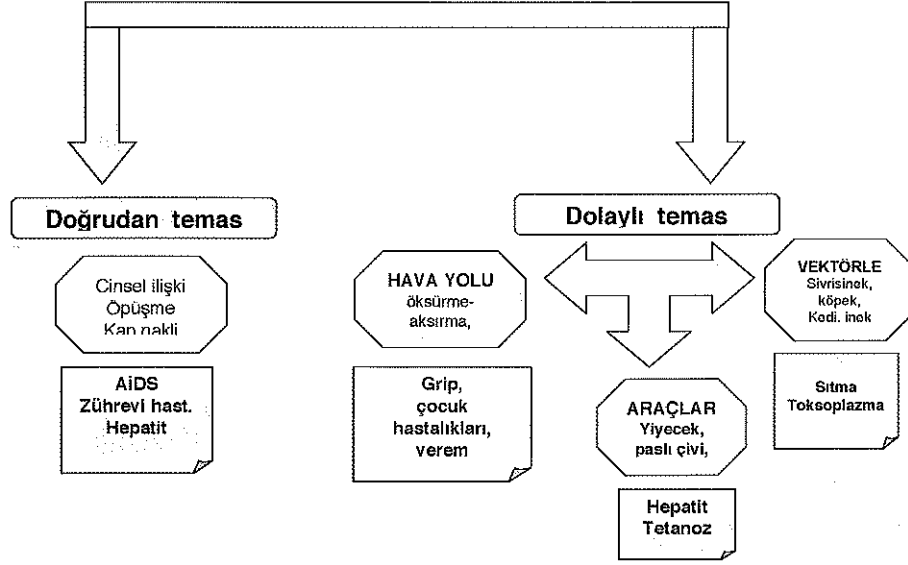 Doğrudan temas
Cinsel ilişki
Öpüşme
Kan nakli
AİDS
Zührevi hast.
Hepatit
Dolaylı temas
HAVA YOLU
öksürme-
aksırma,
Grip,
çocuk
hastalıkları,
verem
ARAÇLAR
Yiyecek,
paslı çivi,
Hepatit
Tetanoz
VEKTÖRLE
Sivrisinek,
köpek,
Kedi. inek
Sıtma
Toksoplazma